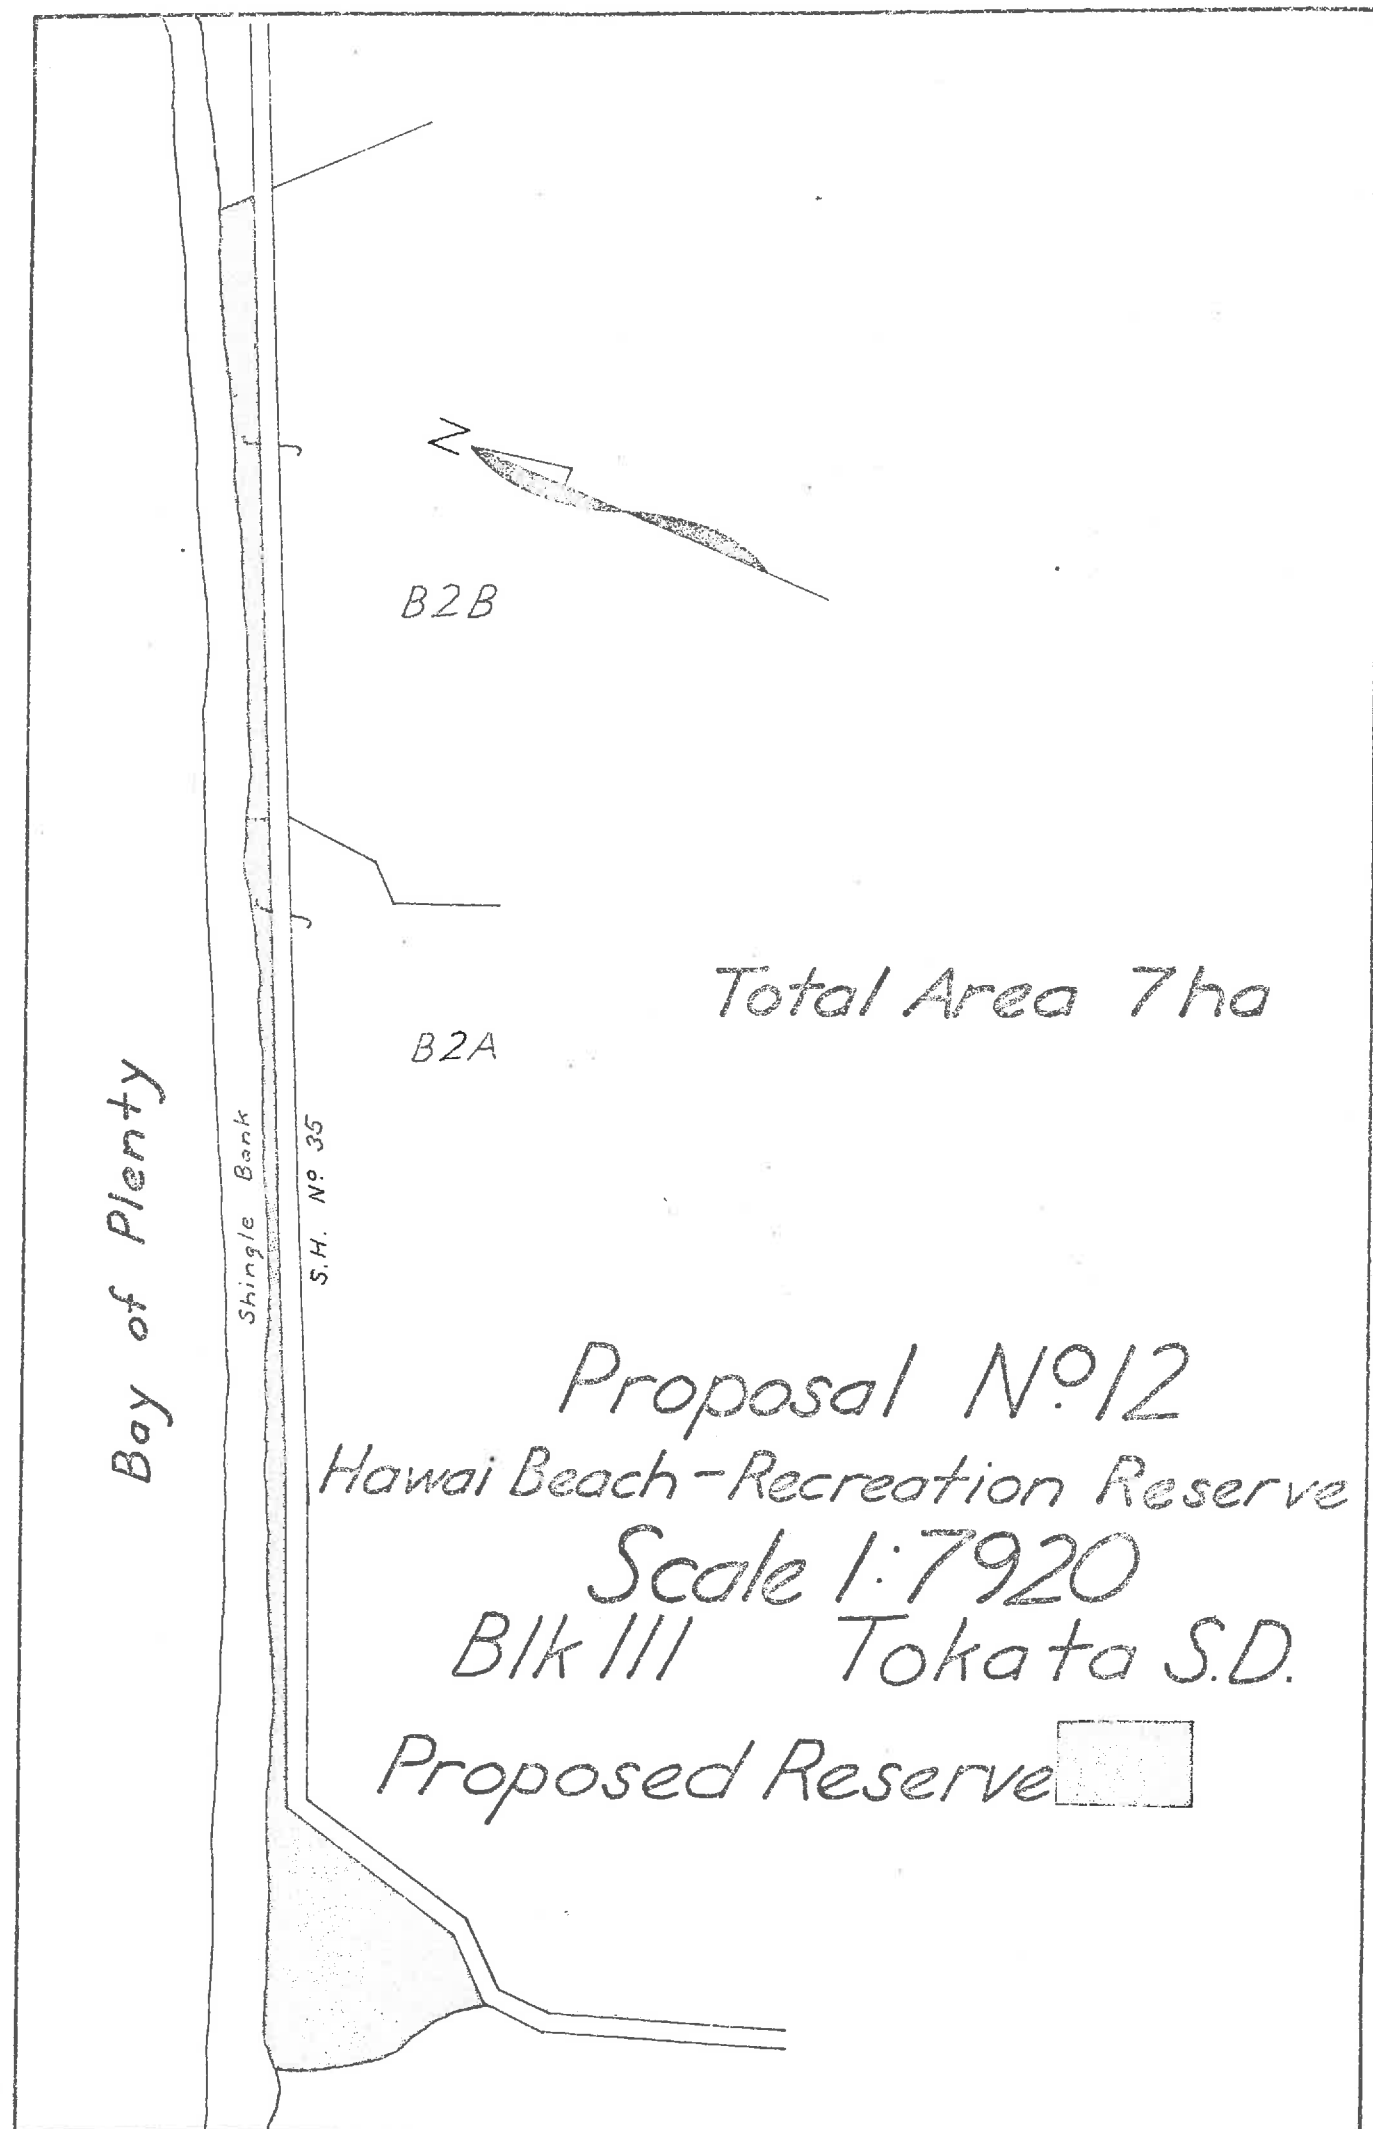 N
B2B
Total Area 7ha
B2A
Bay of Plenty
Shingle Bank
S.H. Nº 35
Proposal Nº 12
Hawai Beach-Recreation Reserve
Scale 1:7920
Blk III Tokata S.D.
Proposed Reserve